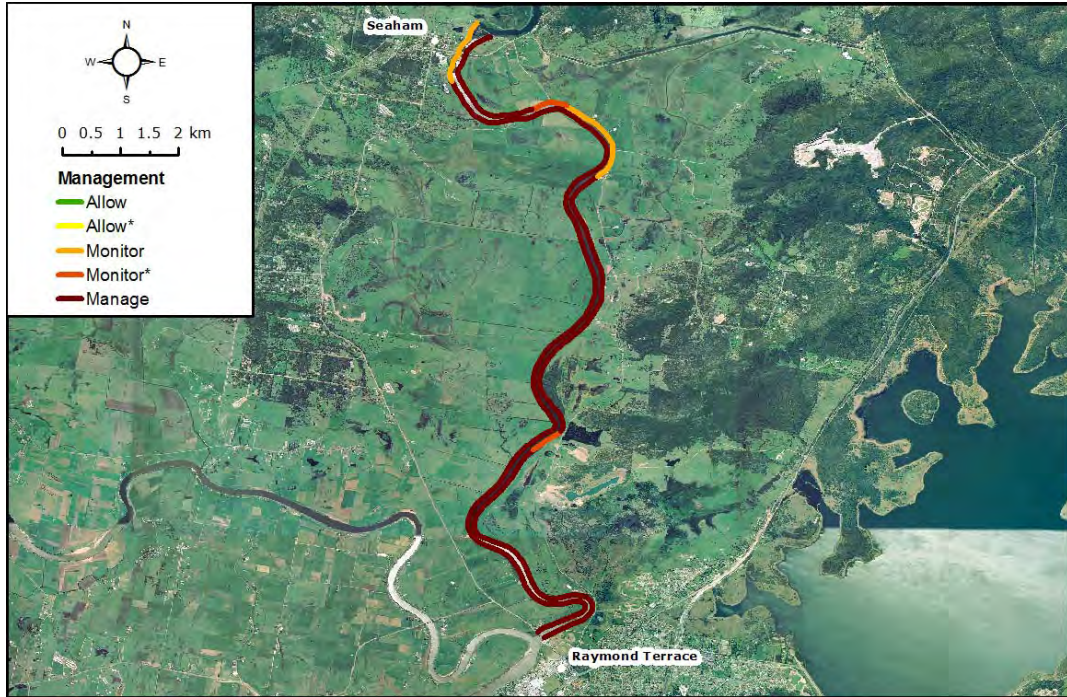 Seaham
N
W E
S
0 0.5 1 1.5 2 km
Management
Allow
Allow*
Monitor
Monitor*
Manage
Raymond Terrace